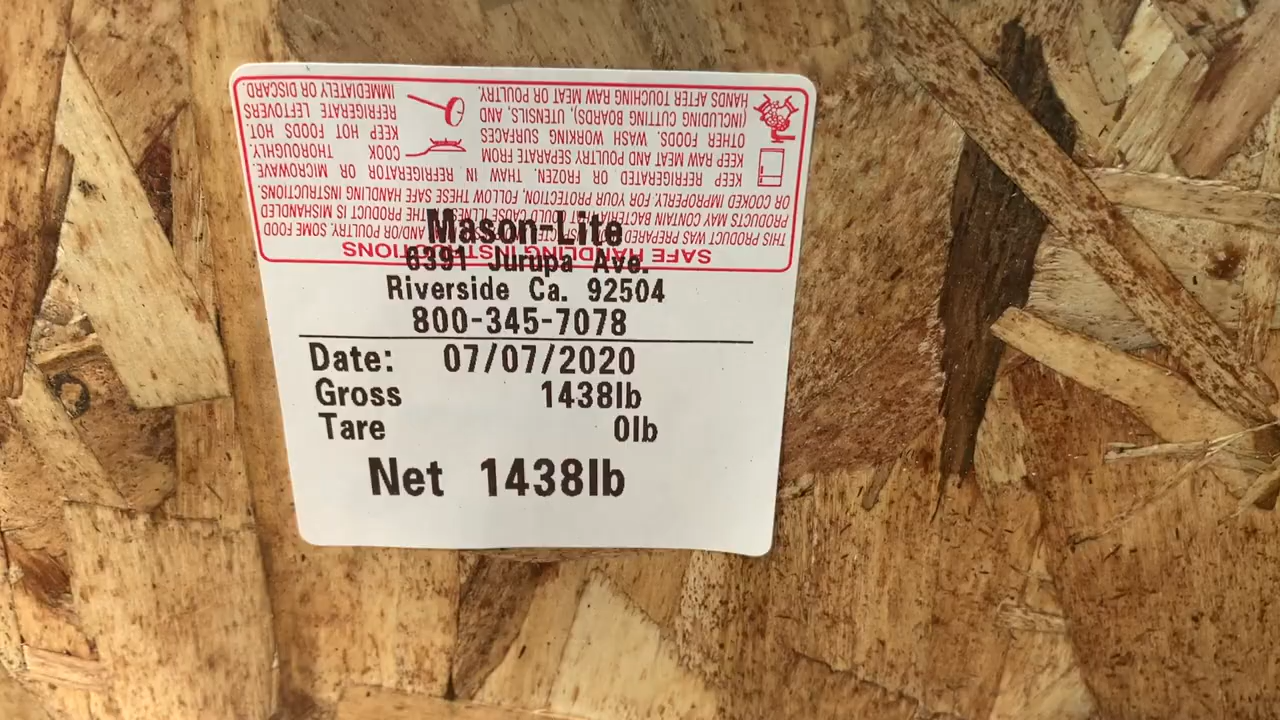 Mason-Lite
6391 Jurupa Ave.
Riverside Ca. 92504
800-345-7078
Date: 07/07/2020
Gross 1438lb
Tare 0lb
Net 1438lb
SAFE HANDLING INSTRUCTIONS
THIS PRODUCT WAS PREPARED FROM INSPECTED AND/OR POULTRY. SOME FOOD
PRODUCTS MAY CONTAIN BACTERIA THAT COULD CAUSE ILLNESS IF THE PRODUCT IS MISHANDLED
OR COOKED IMPROPERLY. FOR YOUR PROTECTION, FOLLOW THESE SAFE HANDLING INSTRUCTIONS.
KEEP REFRIGERATED OR FROZEN. THAW IN REFRIGERATOR OR MICROWAVE.
KEEP RAW MEAT AND POULTRY SEPARATE FROM
OTHER FOODS. WASH WORKING SURFACES
(INCLUDING CUTTING BOARDS), UTENSILS, AND
HANDS AFTER TOUCHING RAW MEAT OR POULTRY.
COOK THOROUGHLY.
KEEP HOT FOODS HOT.
REFRIGERATE LEFTOVERS
IMMEDIATELY OR DISCARD.